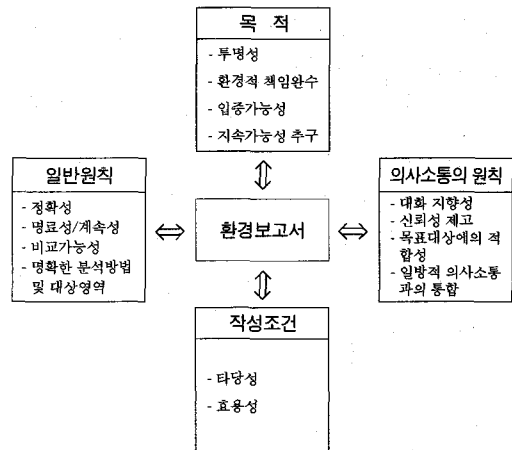 목 적
- 투명성
- 환경적 책임완수
- 입증가능성
- 지속가능성 추구
일반원칙
- 정확성
- 명료성/계속성
- 비교가능성
- 명확한 분석방법
및 대상영역
환경보고서
의사소통의 원칙
- 대화 지향성
- 신뢰성 제고
- 목표대상에의 적
합성
- 일방적 의사소통
과의 통합
작성조건
- 타당성
- 효용성